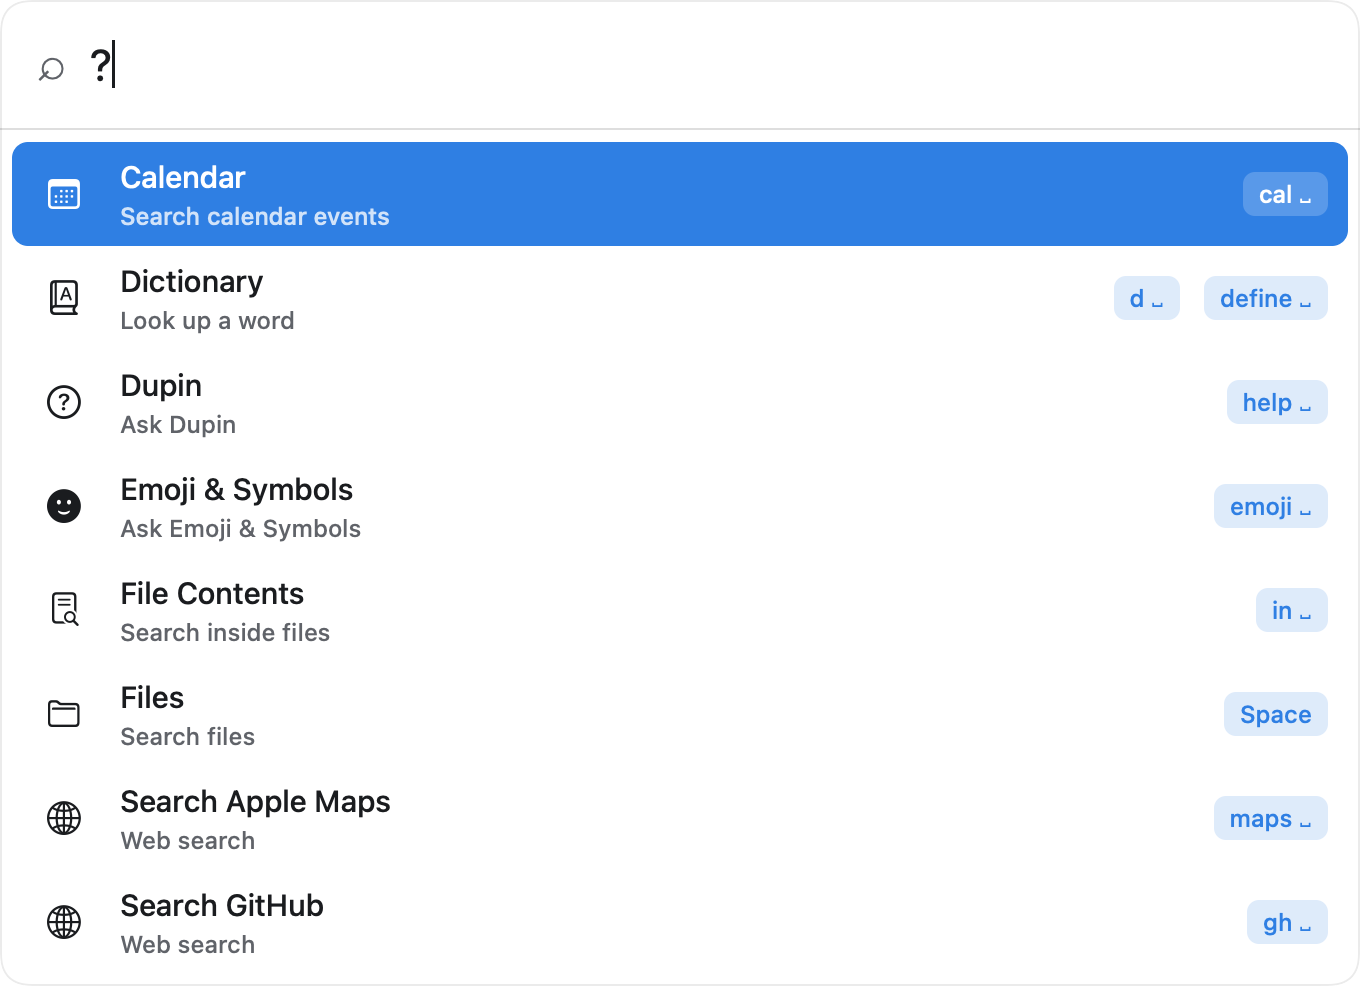 ?
Calendar
Search calendar events
cal ⎵
Dictionary
Look up a word
d ⎵ define ⎵
Dupin
Ask Dupin
help ⎵
Emoji & Symbols
Ask Emoji & Symbols
emoji ⎵
File Contents
Search inside files
in ⎵
Files
Search files
Space
Search Apple Maps
Web search
maps ⎵
Search GitHub
Web search
gh ⎵